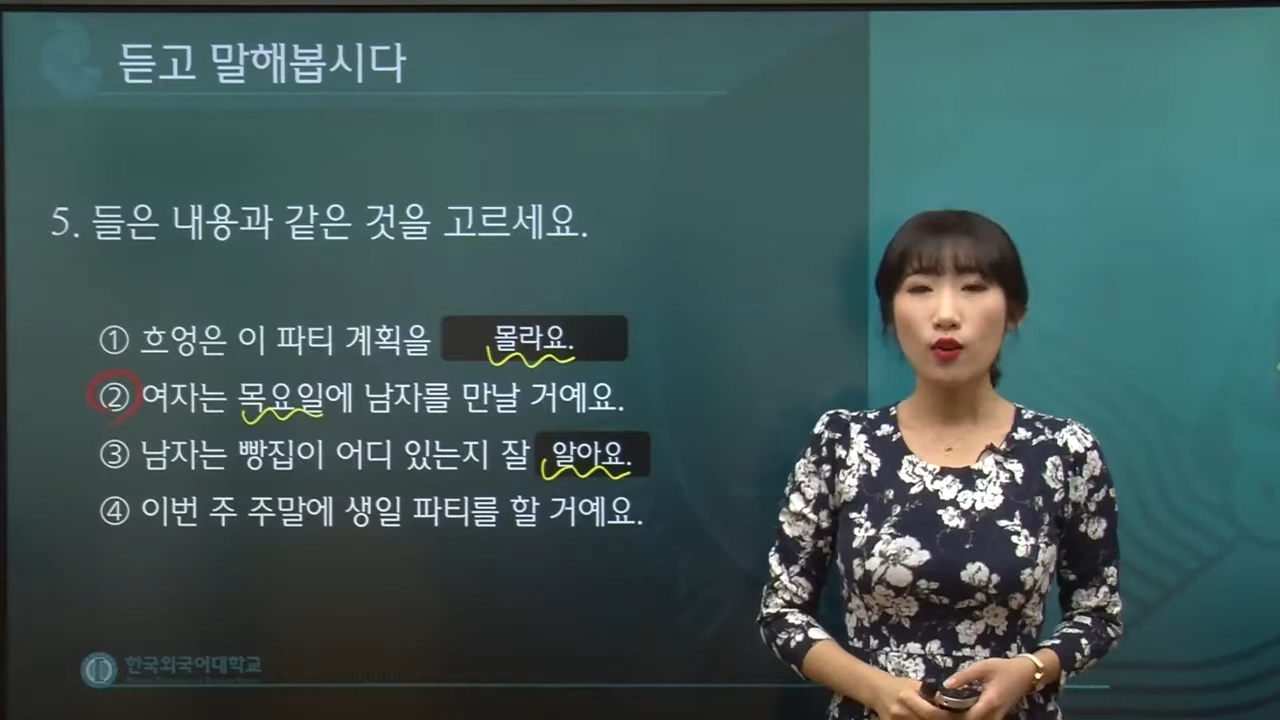 듣고 말해봅시다
5. 들은 내용과 같은 것을 고르세요.
① 흐엉은 이 파티 계획을 몰라요.
② 여자는 목요일에 남자를 만날 거예요.
③ 남자는 빵집이 어디 있는지 잘 알아요.
④ 이번 주 주말에 생일 파티를 할 거예요.
한국외국어대학교